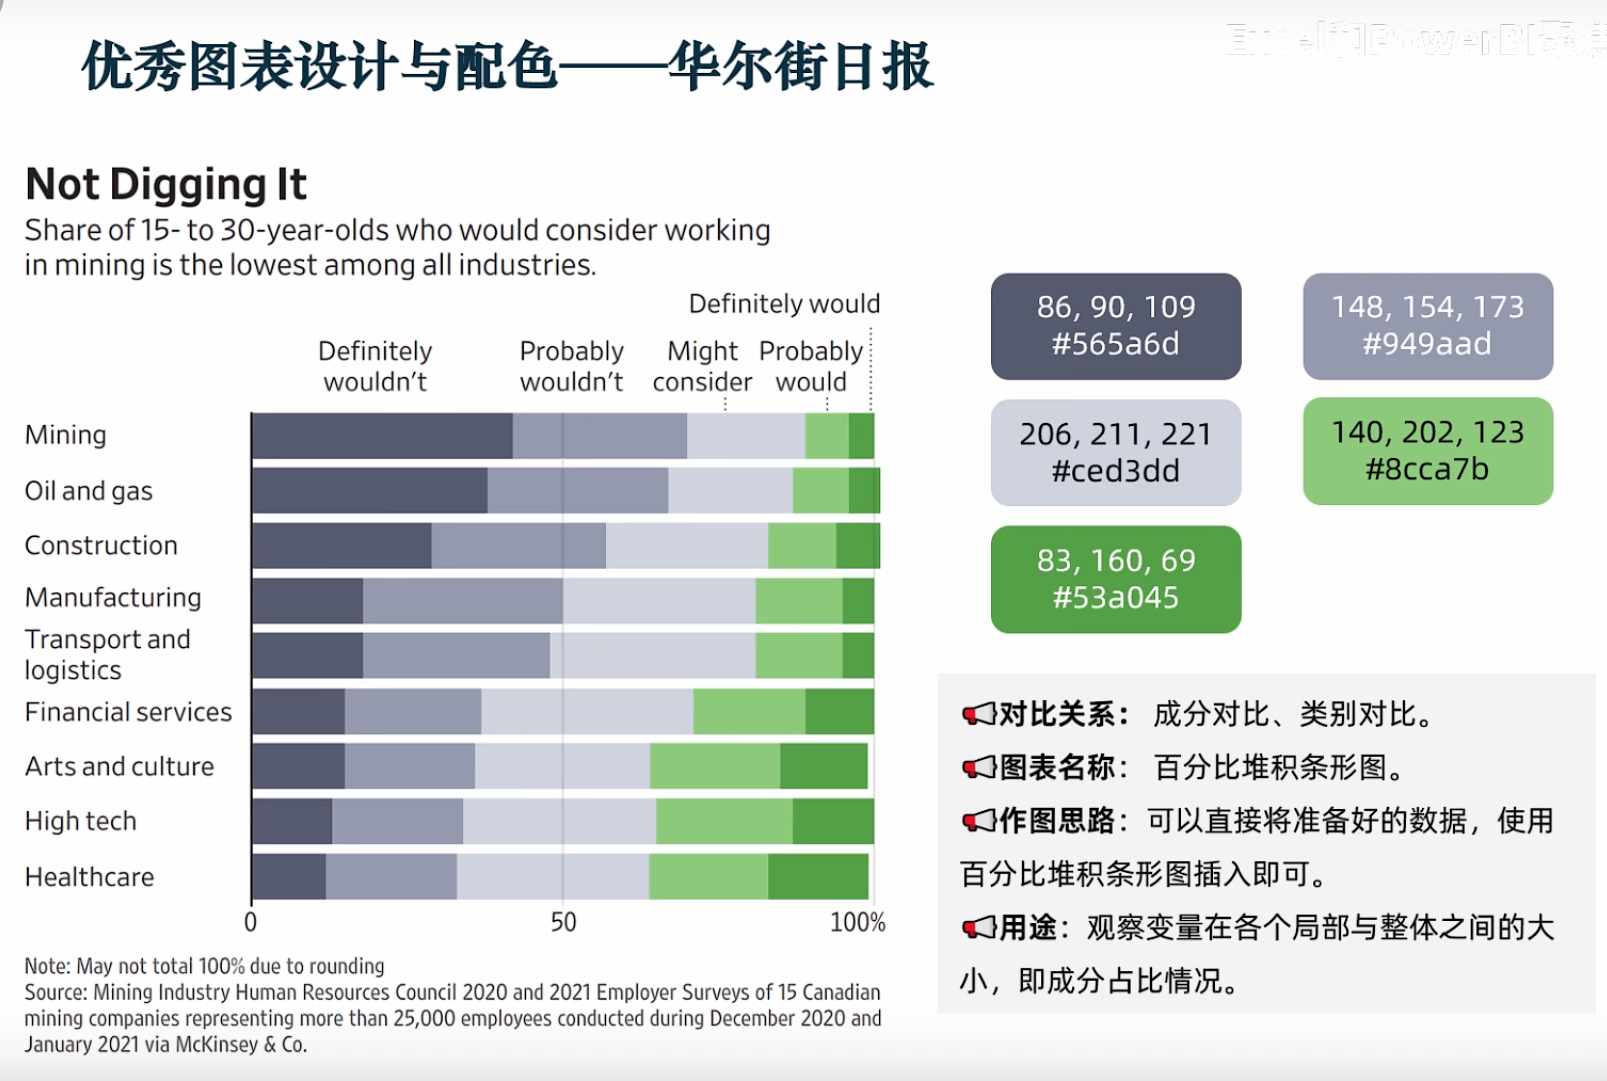 优秀图表设计与配色——华尔街日报
Excel和PowerBI聚焦
Not Digging It
Share of 15- to 30-year-olds who would consider working
in mining is the lowest among all industries.
Definitely would
Definitely
wouldn't
Probably
wouldn't
Might
consider
Probably
would
Mining
Oil and gas
Construction
Manufacturing
Transport and
logistics
Financial services
Arts and culture
High tech
Healthcare
0 50 100%
Note: May not total 100% due to rounding
Source: Mining Industry Human Resources Council 2020 and 2021 Employer Surveys of 15 Canadian
mining companies representing more than 25,000 employees conducted during December 2020 and
January 2021 via McKinsey & Co.
86, 90, 109
#565a6d
148, 154, 173
#949aad
206, 211, 221
#ced3dd
140, 202, 123
#8cca7b
83, 160, 69
#53a045
对比关系：成分对比、类别对比。
图表名称：百分比堆积条形图。
作图思路：可以直接将准备好的数据，使用
百分比堆积条形图插入即可。
用途：观察变量在各个局部与整体之间的大
小，即成分占比情况。